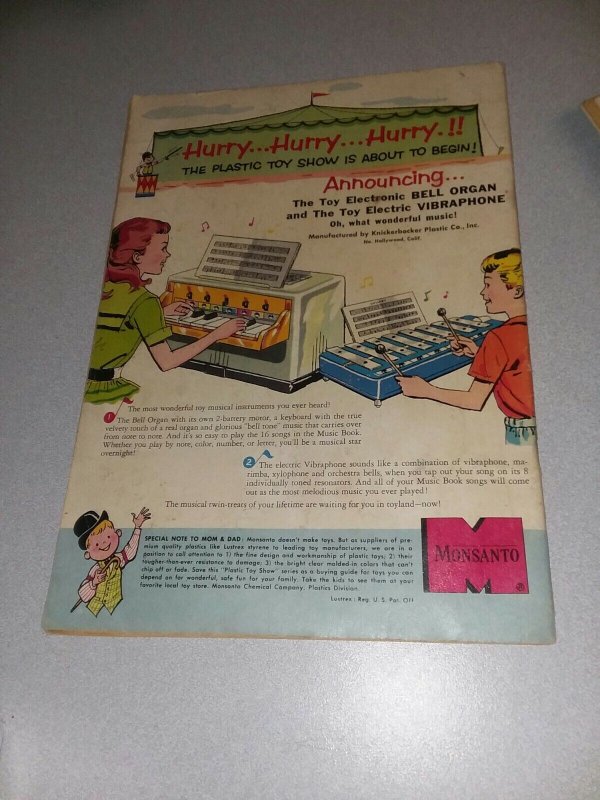 Hurry...Hurry...Hurry.!!
THE PLASTIC TOY SHOW IS ABOUT TO BEGIN!
Announcing...
The Toy Electronic BELL ORGAN
and The Toy Electric VIBRAPHONE
Oh, what wonderful music!
Manufactured by Knickerbocker Plastic Co., Inc.
No. Hollywood, Calif.
The most wonderful toy musical instruments you ever heard!
1 The Bell Organ with its own 2-battery motor, a keyboard with the true
velvety touch of a real organ and glorious "bell tone" music that carries over
from note to note. And it's so easy to play the 16 songs in the Music Book.
Whether you play by note, color, number, or letter, you'll be a musical star
overnight!
2 The electric Vibraphone sounds like a combination of vibraphone, ma-
rimba, xylophone and orchestra bells, when you tap out your song on its 8
individually toned resonators. And all of your Music Book songs will come
out as the most melodious music you ever played!
The musical twin-treats of your lifetime are waiting for you in toyland—now!
SPECIAL NOTE TO MOM & DAD: Monsanto doesn't make toys. But as suppliers of pre-
mium quality plastics like Lustrex styrene to leading toy manufacturers, we are in a
position to call attention to 1) the fine design and workmanship of plastic toys; 2) their
tougher-than-ever resistance to damage; 3) the bright clear molded-in colors that can't
chip off or fade. Save this "Plastic Toy Show" series as a buying guide for toys you can
depend on for wonderful, safe fun for your family. Take the kids to see them at your
favorite local toy store. Monsanto Chemical Company, Plastics Division.
Lustrex: Reg. U. S. Pat. Off
MONSANTO